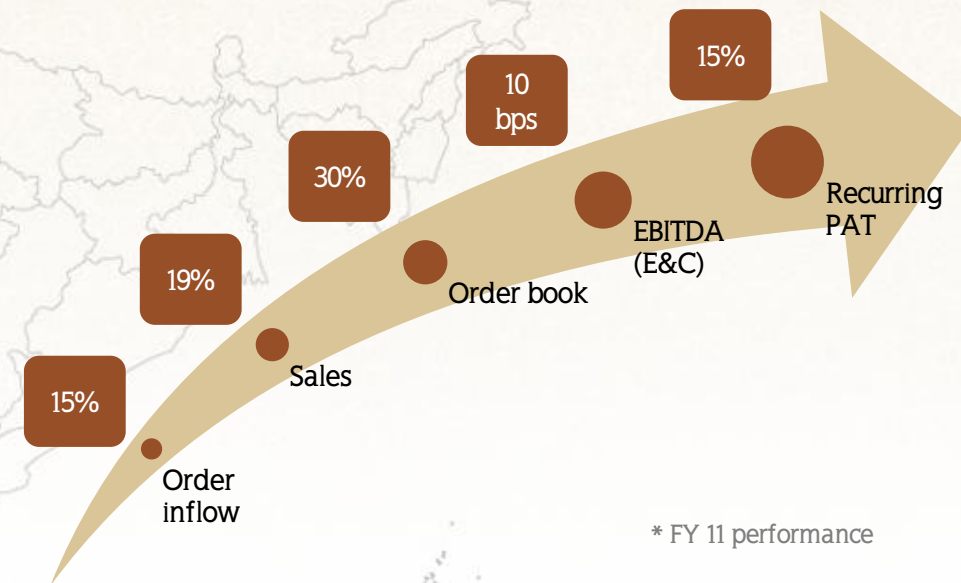 15%
10
bps
30%
Recurring
PAT
EBITDA
(E&C)
19%
Order book
Sales
15%
Order
inflow
* FY 11 performance